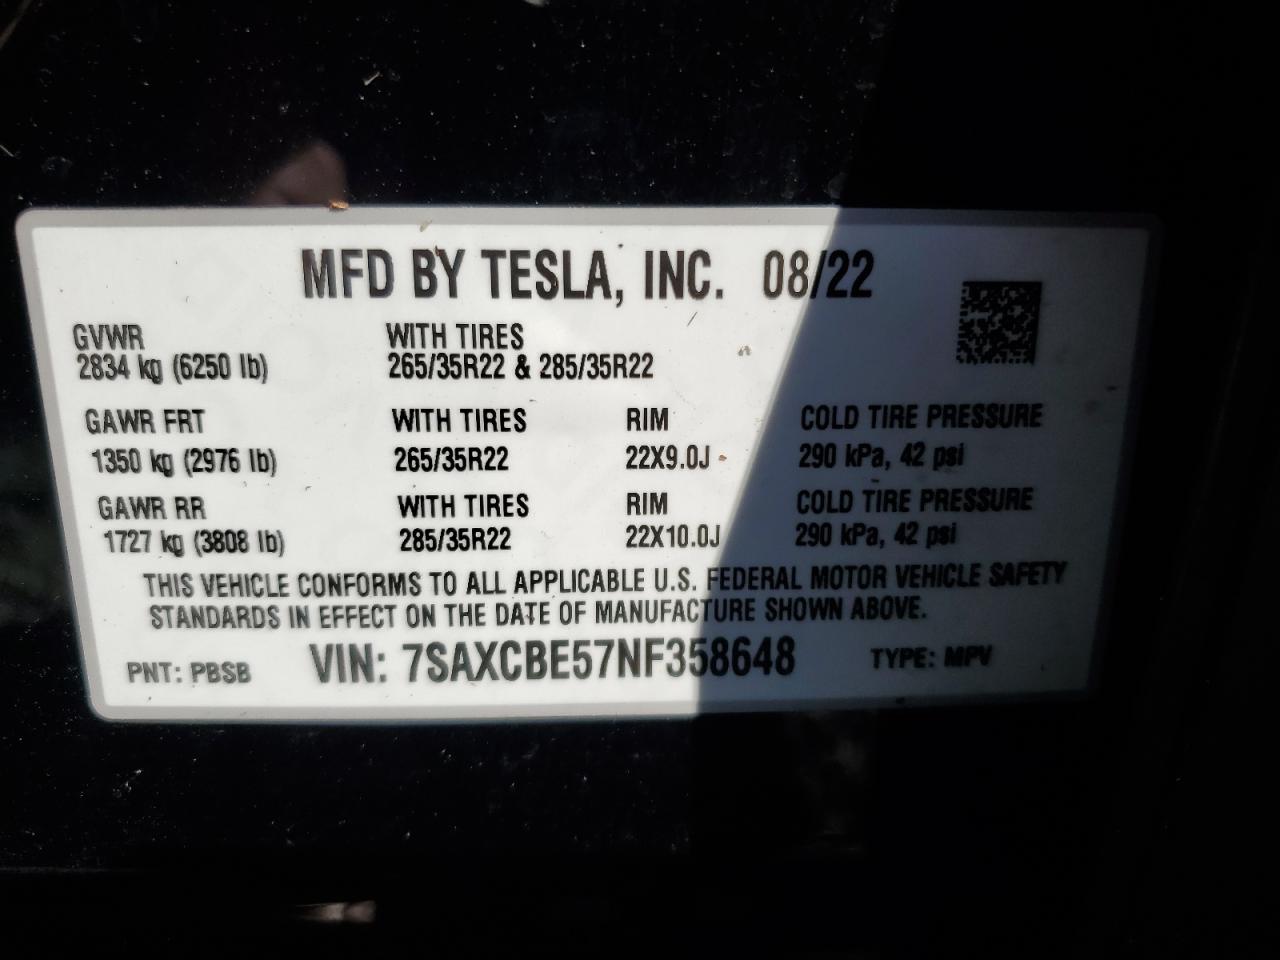 MFD BY TESLA, INC. 08/22
GVWR WITH TIRES
2834 kg (6250 lb) 265/35R22 & 285/35R22
GAWR FRT WITH TIRES RIM COLD TIRE PRESSURE
1350 kg (2976 lb) 265/35R22 22X9.0J 290 kPa, 42 psi
GAWR RR WITH TIRES RIM COLD TIRE PRESSURE
1727 kg (3808 lb) 285/35R22 22X10.0J 290 kPa, 42 psi
THIS VEHICLE CONFORMS TO ALL APPLICABLE U.S. FEDERAL MOTOR VEHICLE SAFETY
STANDARDS IN EFFECT ON THE DATE OF MANUFACTURE SHOWN ABOVE.
PNT: PBSB VIN: 7SAXCBE57NF358648 TYPE: MPV